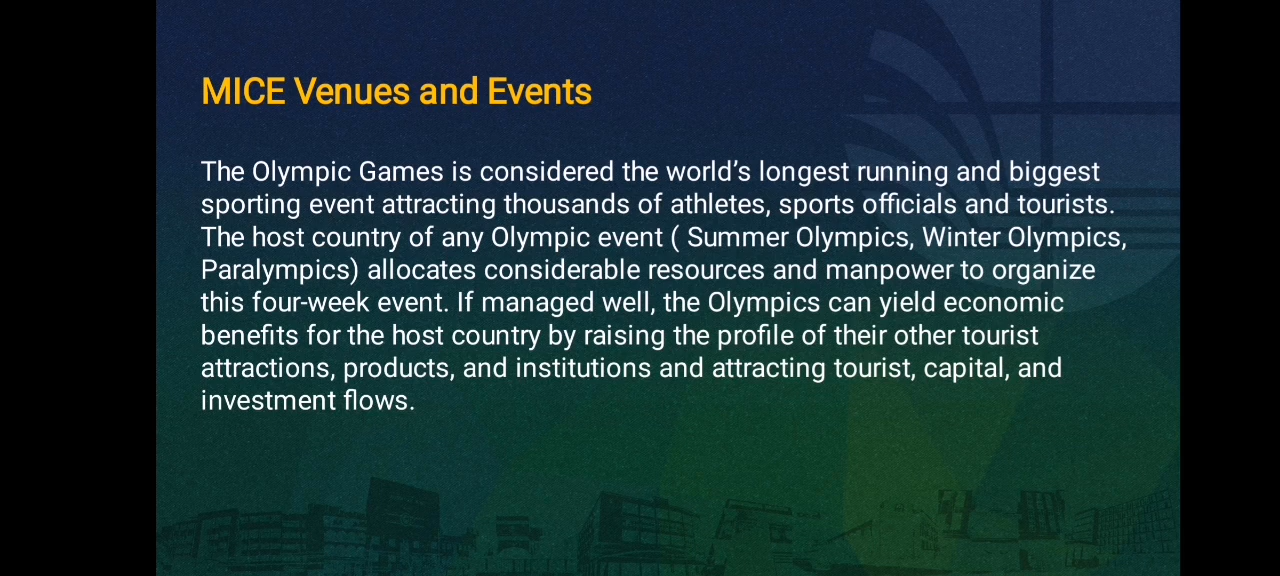 MICE Venues and Events
The Olympic Games is considered the world’s longest running and biggest
sporting event attracting thousands of athletes, sports officials and tourists.
The host country of any Olympic event ( Summer Olympics, Winter Olympics,
Paralympics) allocates considerable resources and manpower to organize
this four-week event. If managed well, the Olympics can yield economic
benefits for the host country by raising the profile of their other tourist
attractions, products, and institutions and attracting tourist, capital, and
investment flows.